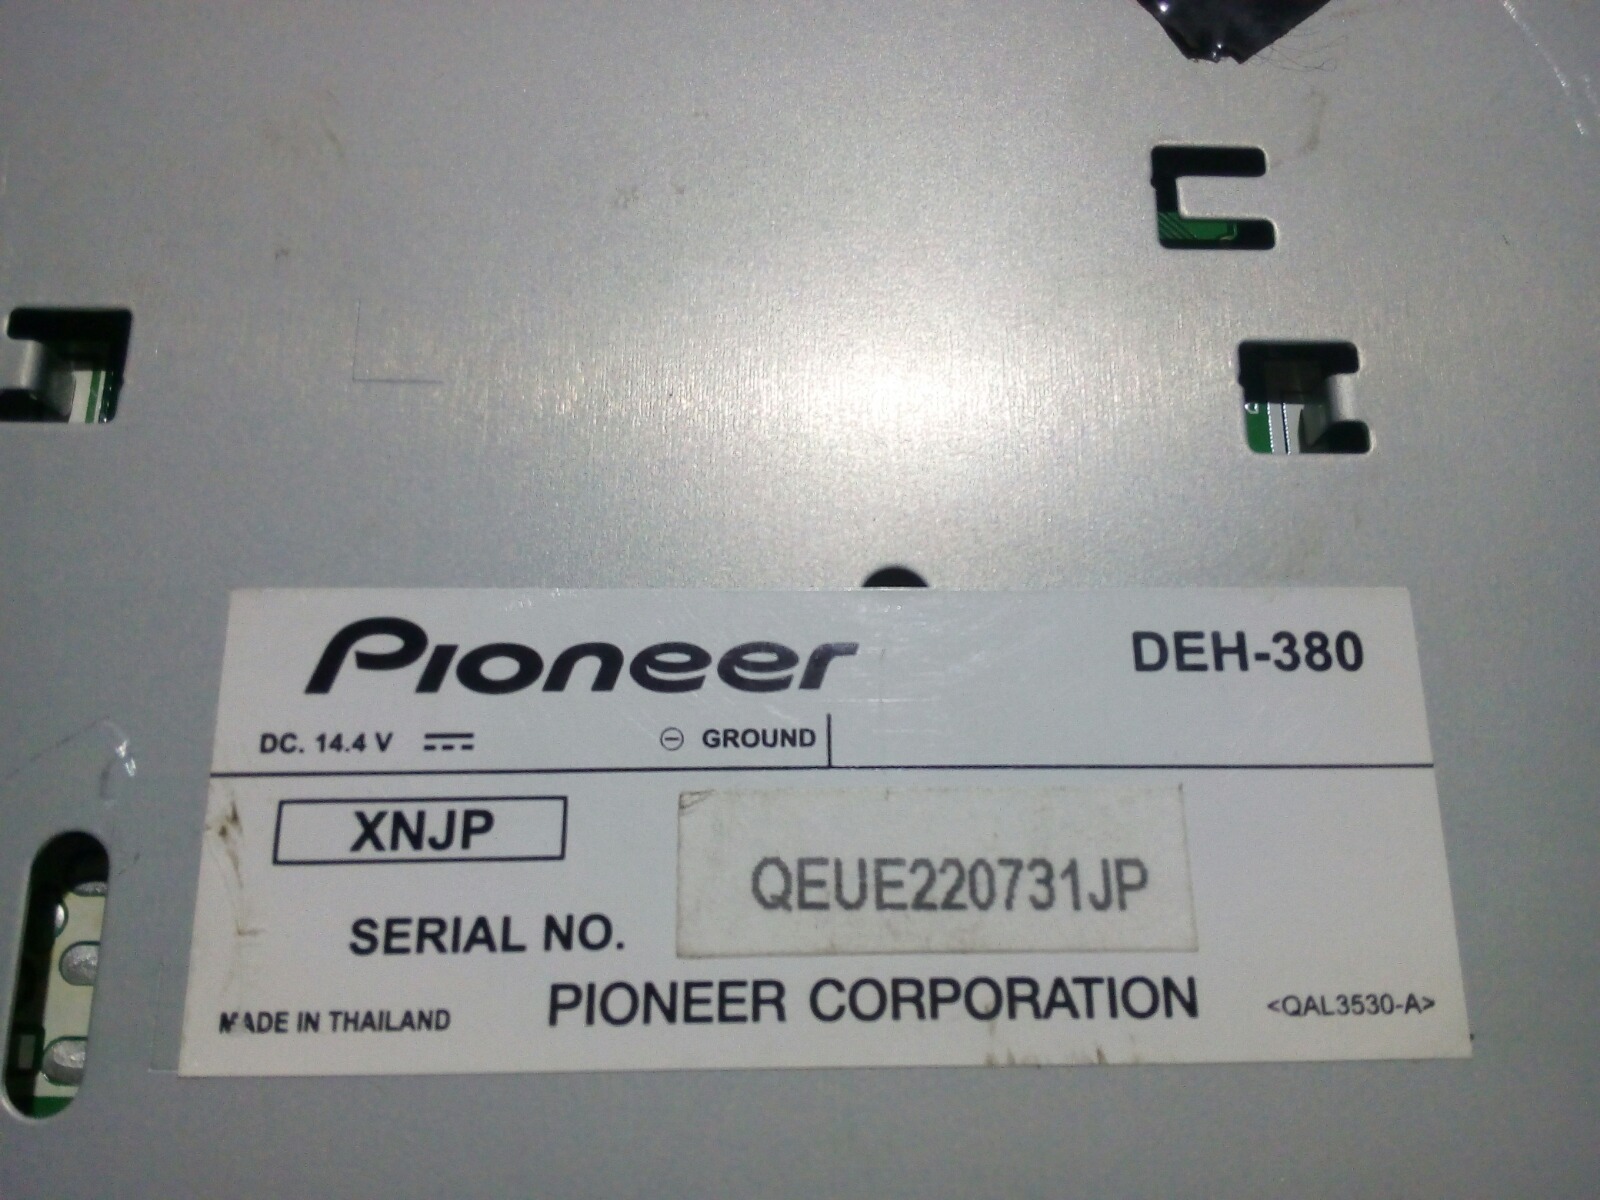 Pioneer DEH-380
DC. 14.4 V ⎓ ⊖ GROUND
XNJP
QEUE220731JP
SERIAL NO.
PIONEER CORPORATION
MADE IN THAILAND <QAL3530-A>